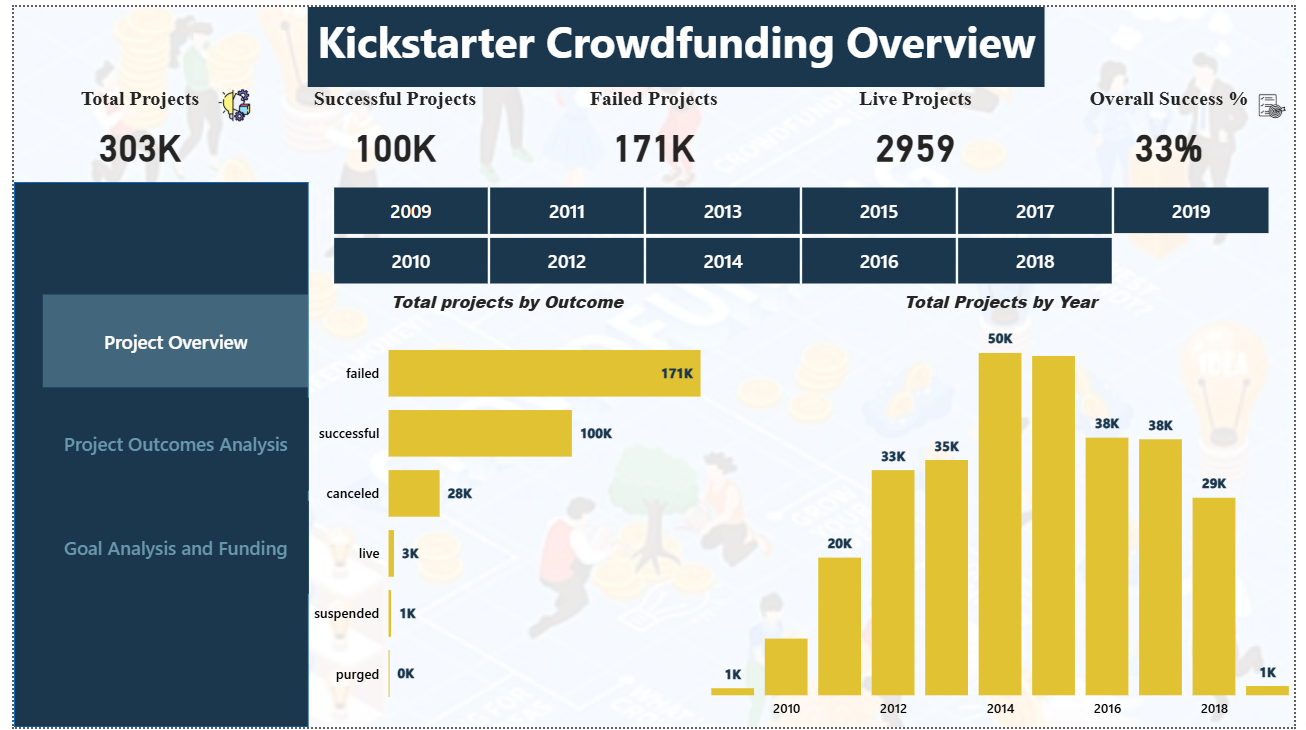 Kickstarter Crowdfunding Overview
Total Projects
Successful Projects
Failed Projects
Live Projects
Overall Success %
303K
100K
171K
2959
33%
2009
2011
2013
2015
2017
2019
2010
2012
2014
2016
2018
Project Overview
Project Outcomes Analysis
Goal Analysis and Funding
Total projects by Outcome
failed
171K
successful
100K
canceled
28K
live
3K
suspended
1K
purged
0K
Total Projects by Year
1K
20K
33K
35K
50K
38K
38K
29K
1K
2010
2012
2014
2016
2018